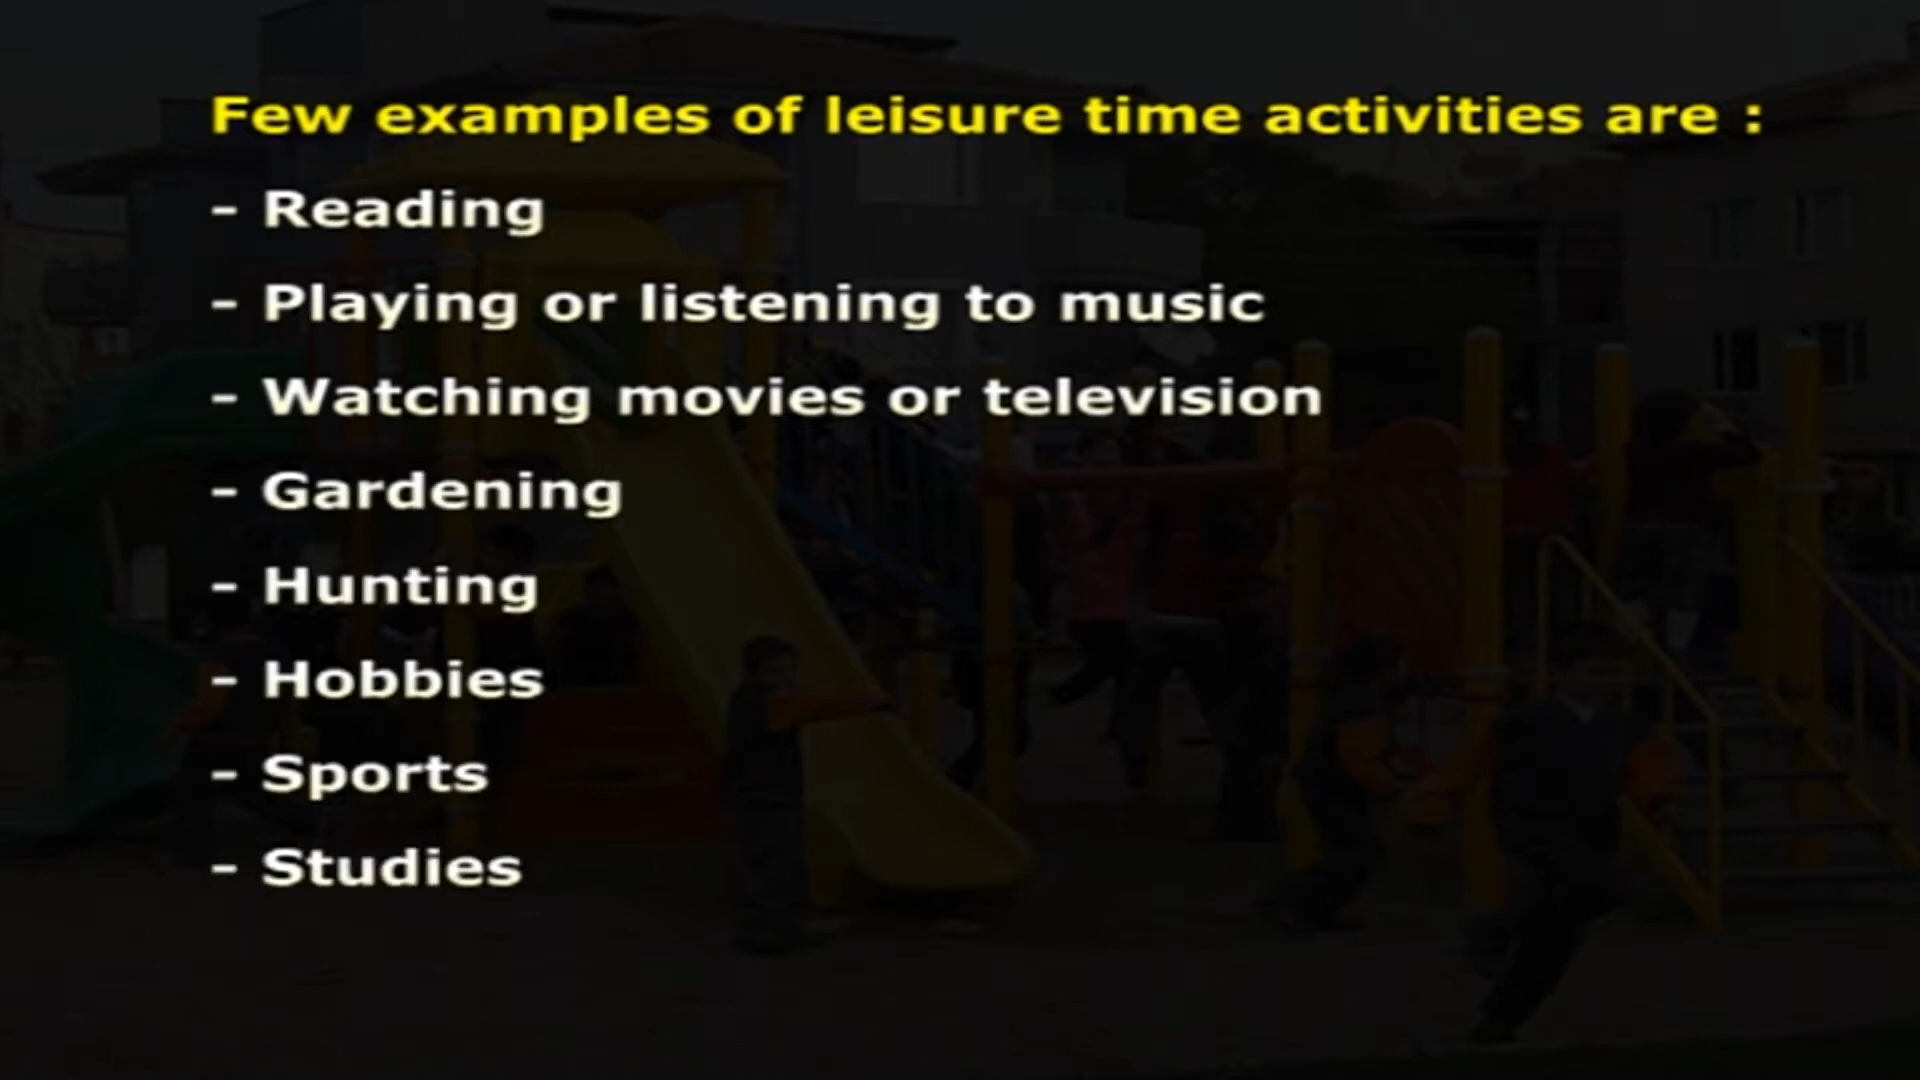 Few examples of leisure time activities are :
- Reading
- Playing or listening to music
- Watching movies or television
- Gardening
- Hunting
- Hobbies
- Sports
- Studies